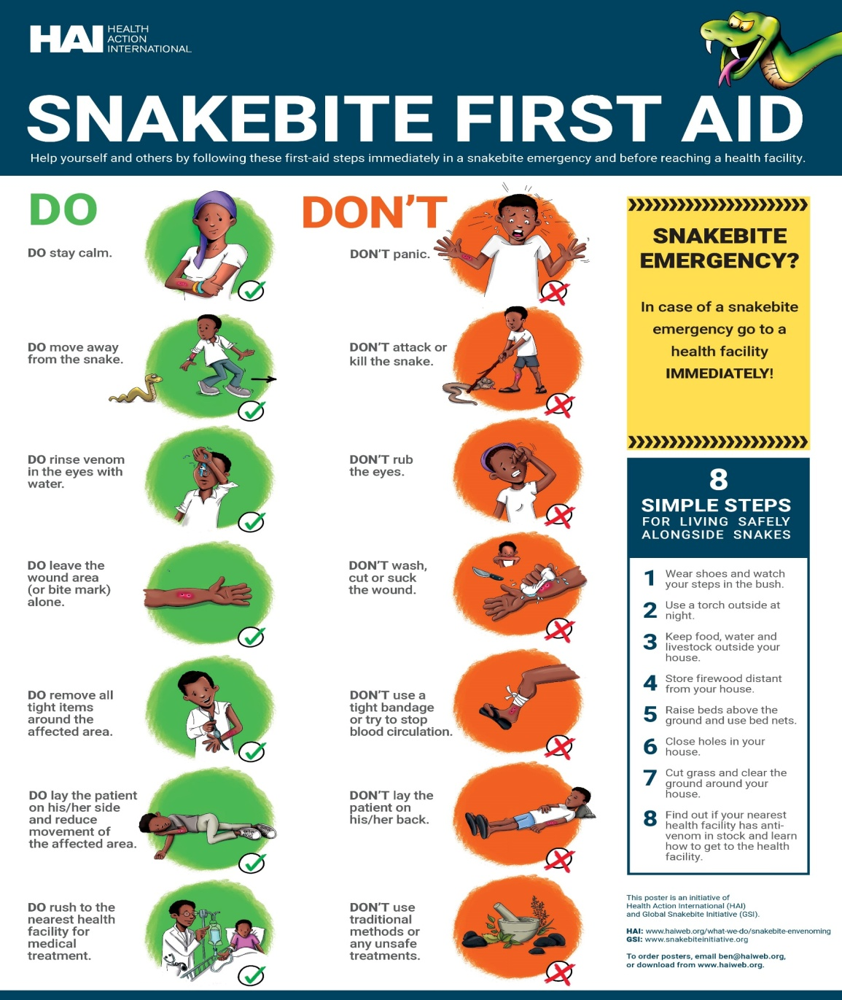 HAI HEALTH
ACTION
INTERNATIONAL
SNAKEBITE FIRST AID
Help yourself and others by following these first-aid steps immediately in a snakebite emergency and before reaching a health facility.
DO
DO stay calm.
DO move away
from the snake.
DO rinse venom
in the eyes with
water.
DO leave the
wound area
(or bite mark)
alone.
DO remove all
tight items
around the
affected area.
DO lay the patient
on his/her side
and reduce
movement of
the affected area.
DO rush to the
nearest health
facility for
medical
treatment.
DON'T
DON'T panic.
DON'T attack or
kill the snake.
DON'T rub
the eyes.
DON'T wash,
cut or suck
the wound.
DON'T use a
tight bandage
or try to stop
blood circulation.
DON'T lay the
patient on
his/her back.
DON'T use
traditional
methods or
any unsafe
treatments.
SNAKEBITE
EMERGENCY?
In case of a snakebite
emergency go to a
health facility
IMMEDIATELY!
8
SIMPLE STEPS
FOR LIVING SAFELY
ALONGSIDE SNAKES
1 Wear shoes and watch
your steps in the bush.
2 Use a torch outside at
night.
3 Keep food, water and
livestock outside your
house.
4 Store firewood distant
from your house.
5 Raise beds above the
ground and use bed nets.
6 Close holes in your
house.
7 Cut grass and clear the
ground around your
house.
8 Find out if your nearest
health facility has anti-
venom in stock and learn
how to get to the health
facility.
This poster is an initiative of
Health Action International (HAI)
and Global Snakebite Initiative (GSI).
HAI: www.haiweb.org/what-we-do/snakebite-envenoming
GSI: www.snakebiteinitiative.org
To order posters, email ben@haiweb.org,
or download from www.haiweb.org.